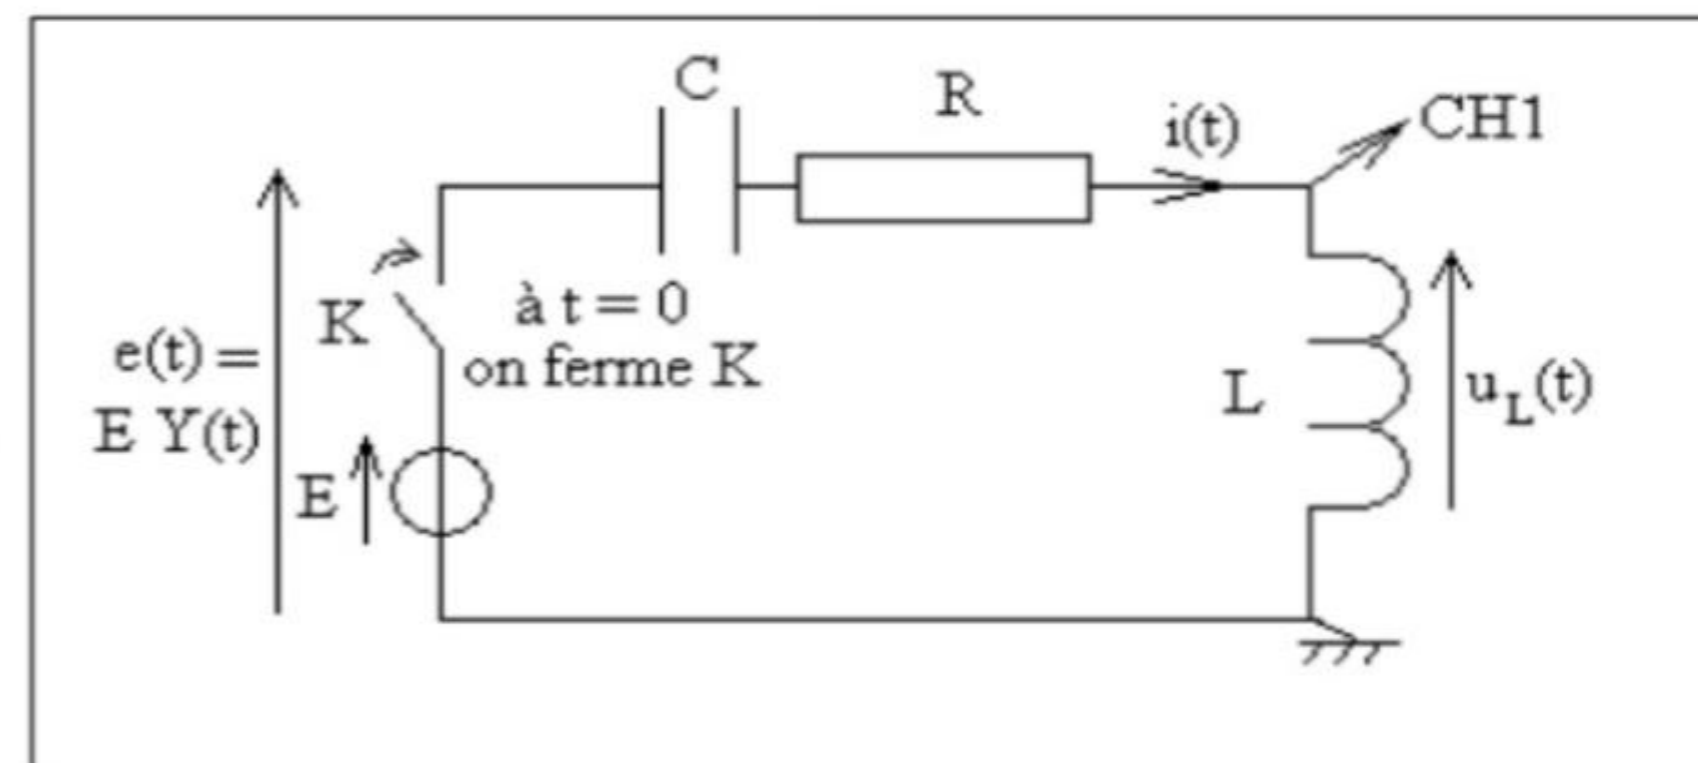 C
R
i(t)
CH1
K
à t = 0
on ferme K
e(t) =
E Y(t)
E
L
u_L(t)